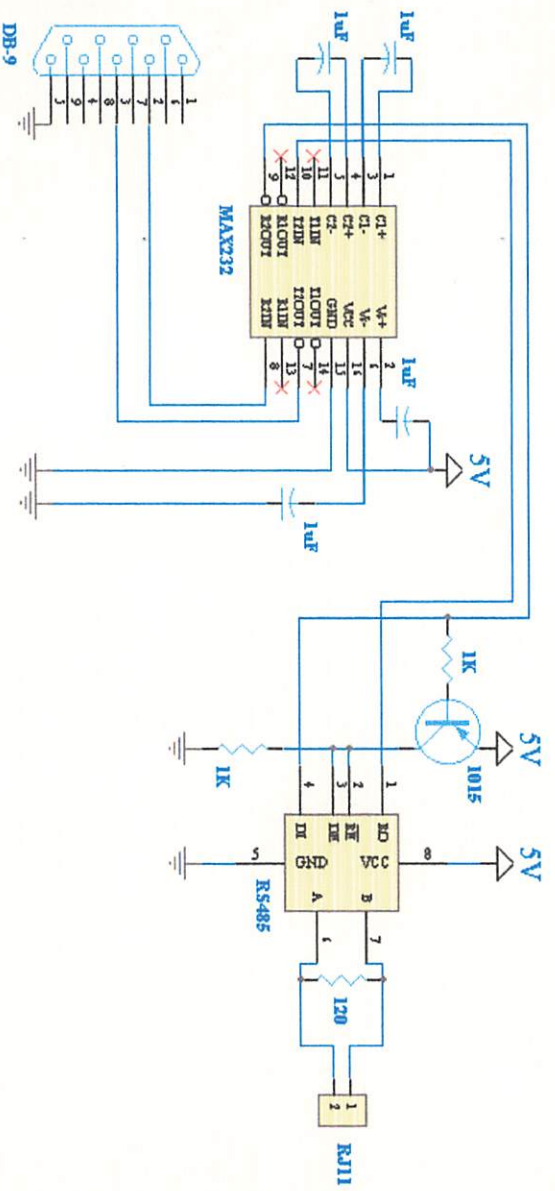 1uF
1uF
1
3
4
5
11
10
12
9
C1+
C1-
C2+
C2-
T1IN
T2IN
R1OUT
R2OUT
V+
V-
VCC
GND
T1OUT
T2OUT
R1IN
R2IN
2
6
16
15
14
7
13
8
MAX232
1uF
5V
1uF
1
6
2
7
3
8
4
9
5
DB-9
5V
1015
1K
1K
5V
8
1
2
3
4
RO
RE
DE
DI
VCC
GND
B
A
7
6
5
RS485
120
1
2
RJ11